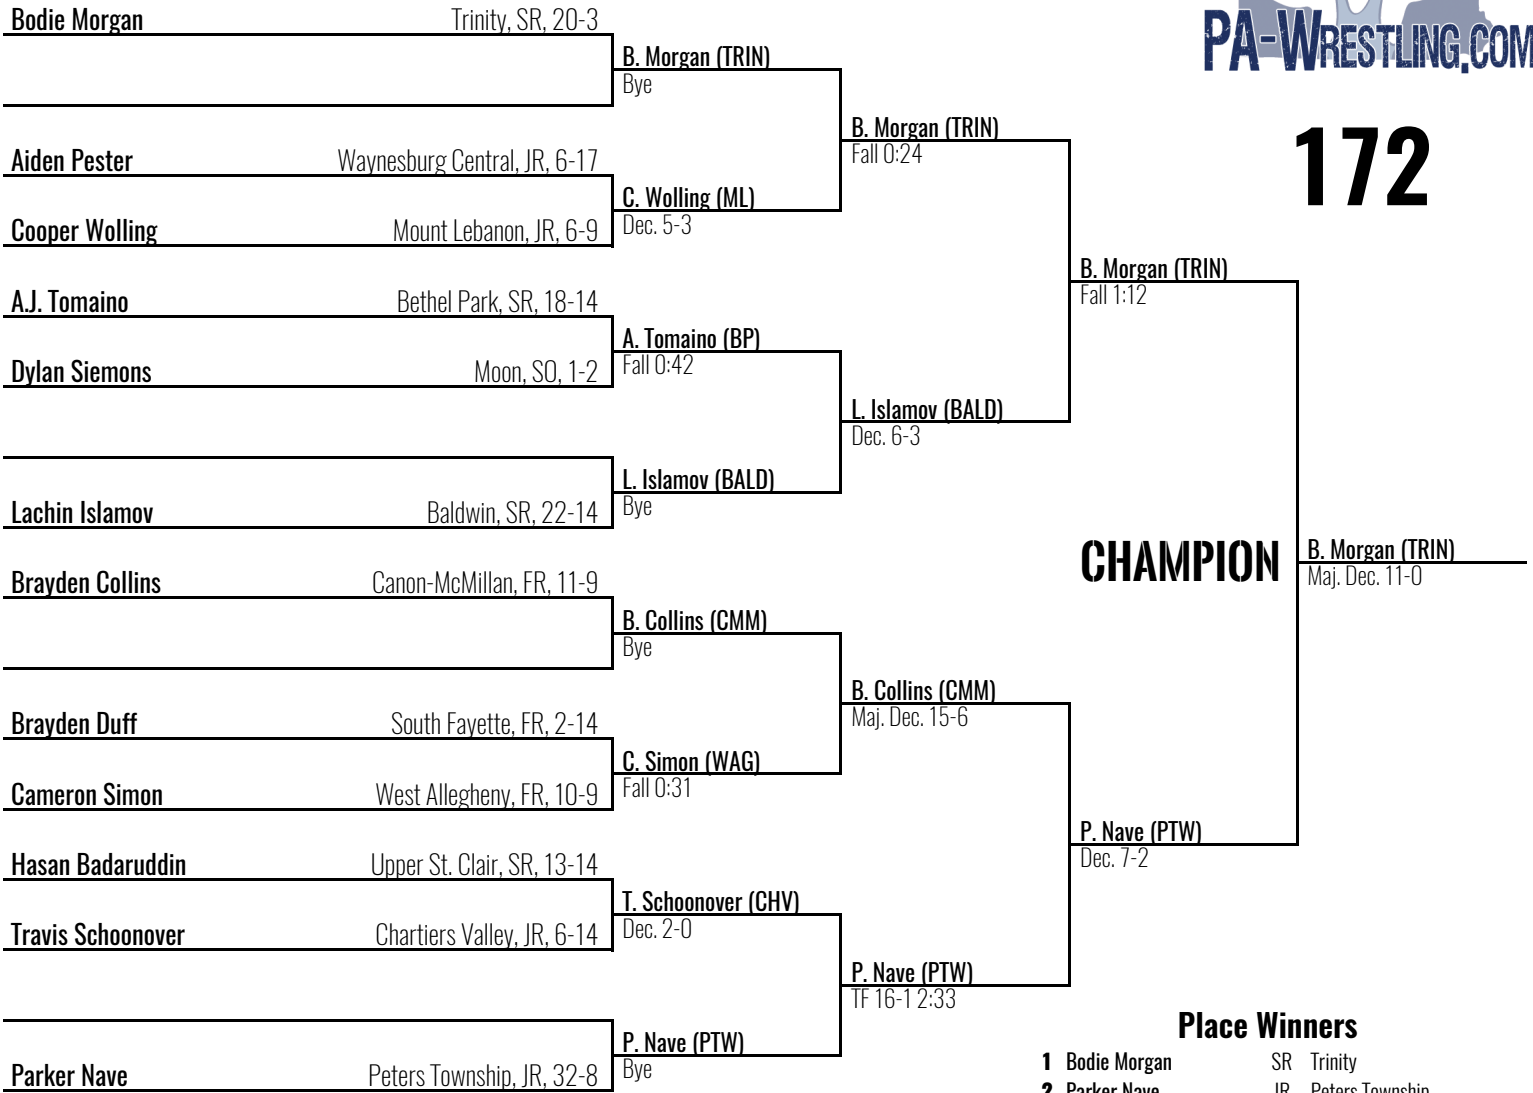 Bodie Morgan Trinity, SR, 20-3
PA-WRESTLING.COM
B. Morgan (TRIN)
Bye
172
B. Morgan (TRIN)
Fall 0:24
Aiden Pester Waynesburg Central, JR, 6-17
C. Wolling (ML)
Dec. 5-3
Cooper Wolling Mount Lebanon, JR, 6-9
B. Morgan (TRIN)
Fall 1:12
A.J. Tomaino Bethel Park, SR, 18-14
A. Tomaino (BP)
Fall 0:42
Dylan Siemons Moon, SO, 1-2
L. Islamov (BALD)
Dec. 6-3
L. Islamov (BALD)
Bye
Lachin Islamov Baldwin, SR, 22-14
CHAMPION
B. Morgan (TRIN)
Maj. Dec. 11-0
Brayden Collins Canon-McMillan, FR, 11-9
B. Collins (CMM)
Bye
B. Collins (CMM)
Maj. Dec. 15-6
Brayden Duff South Fayette, FR, 2-14
C. Simon (WAG)
Fall 0:31
Cameron Simon West Allegheny, FR, 10-9
P. Nave (PTW)
Dec. 7-2
Hasan Badaruddin Upper St. Clair, SR, 13-14
T. Schoonover (CHV)
Dec. 2-0
Travis Schoonover Chartiers Valley, JR, 6-14
P. Nave (PTW)
TF 16-1 2:33
P. Nave (PTW)
Bye
Parker Nave Peters Township, JR, 32-8
Place Winners
1 Bodie Morgan SR Trinity
2 Parker Nave JR Peters Township